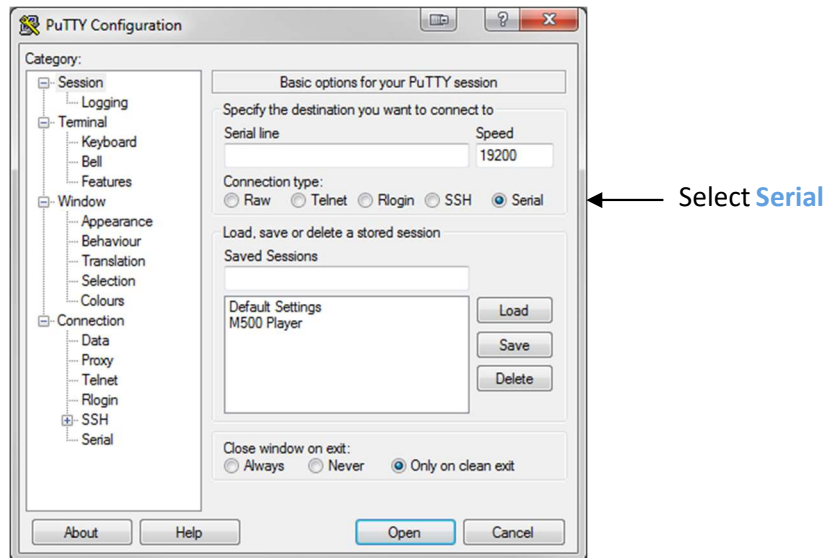 PuTTY Configuration
Category:
Session
Logging
Terminal
Keyboard
Bell
Features
Window
Appearance
Behaviour
Translation
Selection
Colours
Connection
Data
Proxy
Telnet
Rlogin
SSH
Serial
Basic options for your PuTTY session
Specify the destination you want to connect to
Serial line Speed
19200
Connection type:
Raw Telnet Rlogin SSH Serial
Load, save or delete a stored session
Saved Sessions
Default Settings
M500 Player
Load
Save
Delete
Close window on exit:
Always Never Only on clean exit
About Help Open Cancel
Select Serial